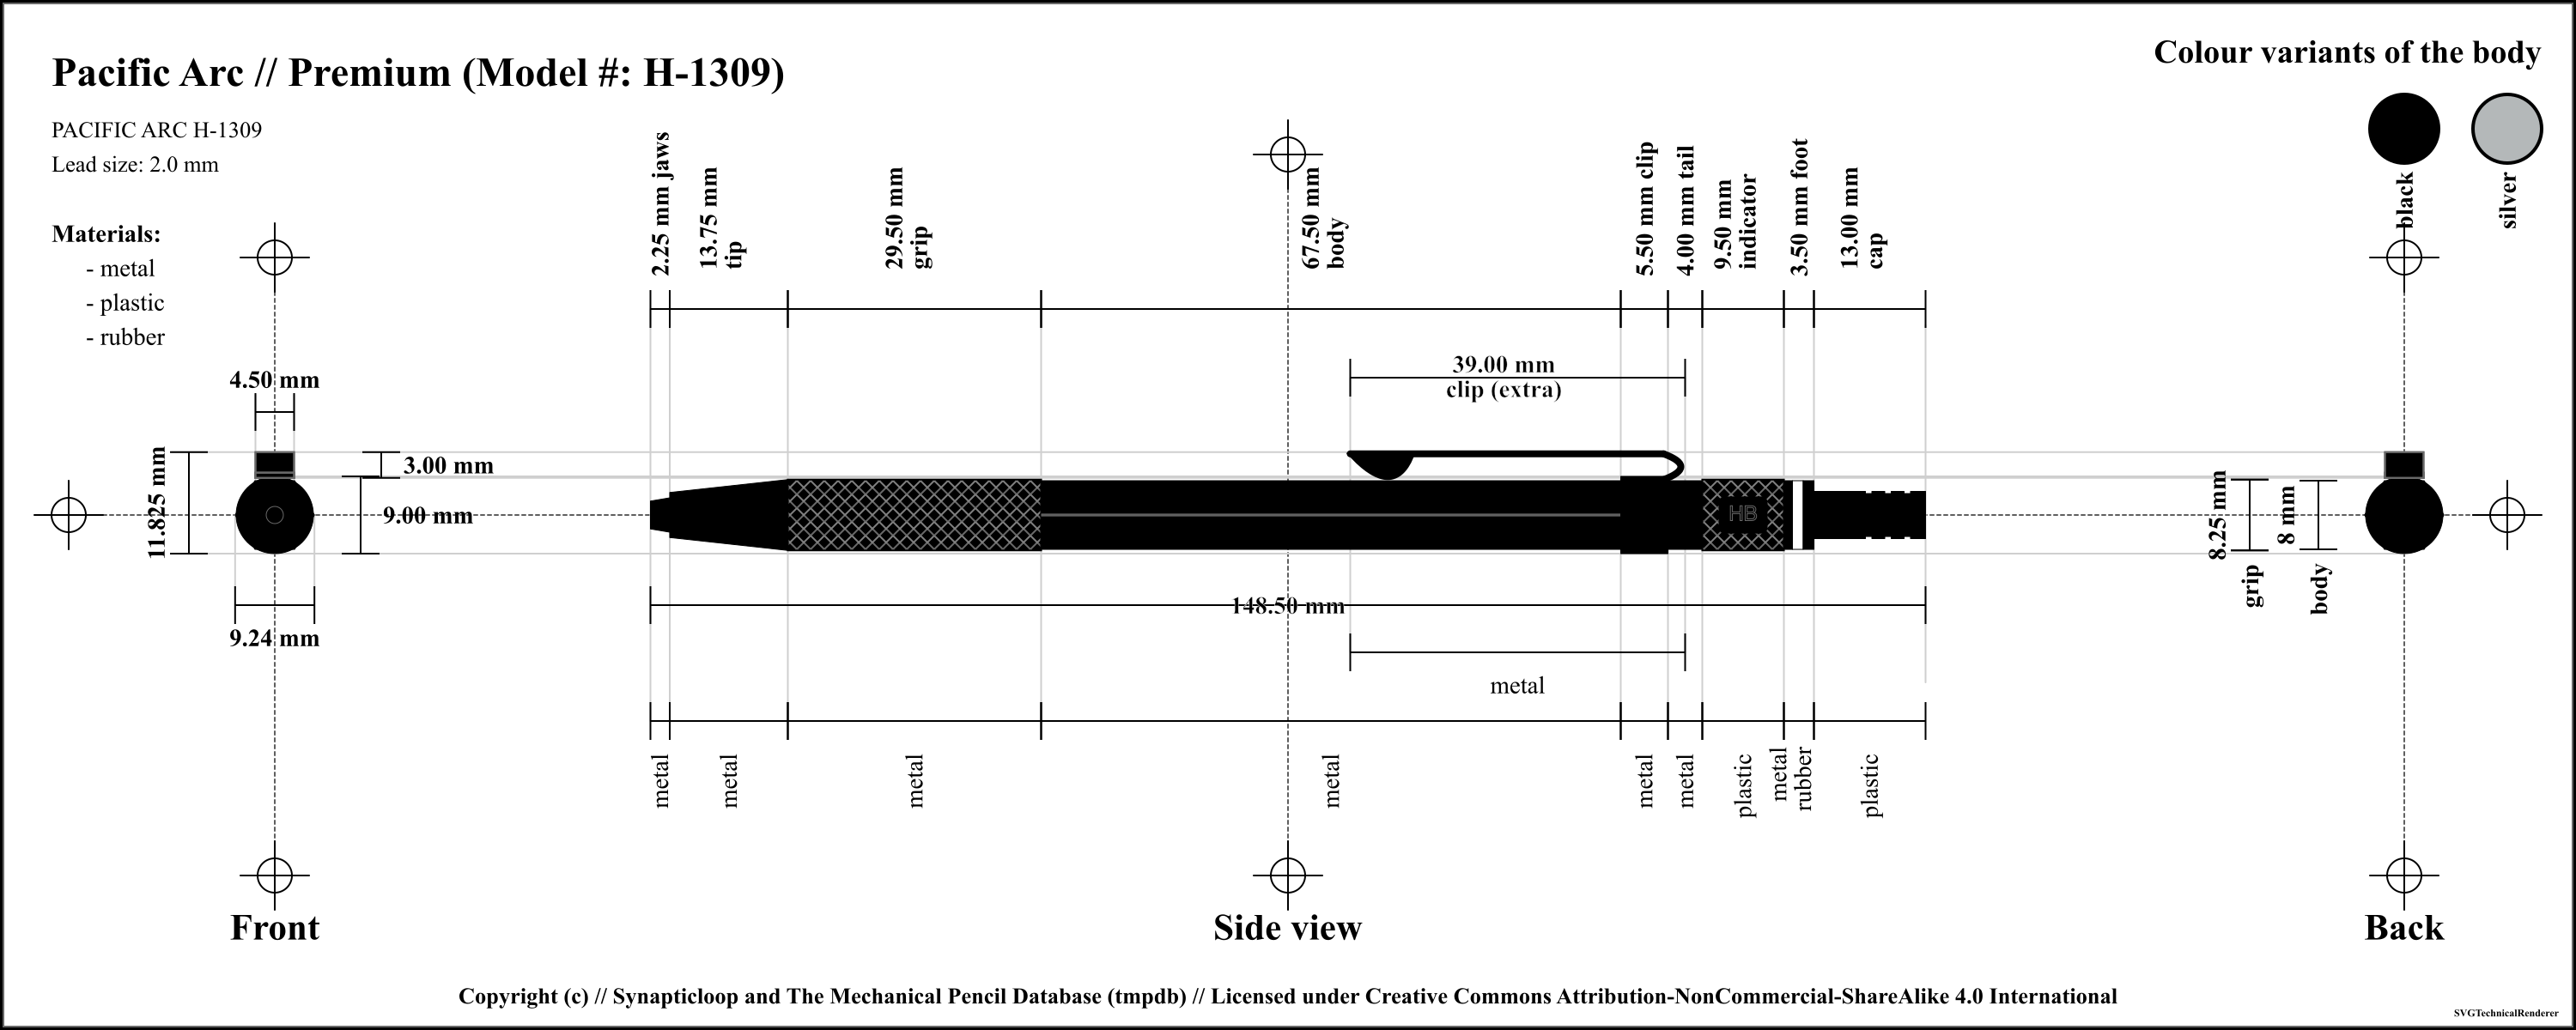 Pacific Arc // Premium (Model #: H-1309)
PACIFIC ARC H-1309
Lead size: 2.0 mm
Materials:
- metal
- plastic
- rubber
Colour variants of the body
black
silver
2.25 mm jaws
13.75 mm
tip
29.50 mm
grip
67.50 mm
body
5.50 mm clip
4.00 mm tail
9.50 mm
indicator
3.50 mm foot
13.00 mm
cap
39.00 mm
clip (extra)
4.50 mm
11.825 mm
3.00 mm
9.00 mm
9.24 mm
HB
148.50 mm
metal
8.25 mm
grip
8 mm
body
metal
metal
metal
metal
metal
metal
plastic
metal
rubber
plastic
Front
Side view
Back
Copyright (c) // Synapticloop and The Mechanical Pencil Database (tmpdb) // Licensed under Creative Commons Attribution-NonCommercial-ShareAlike 4.0 International
SVGTechnicalRenderer